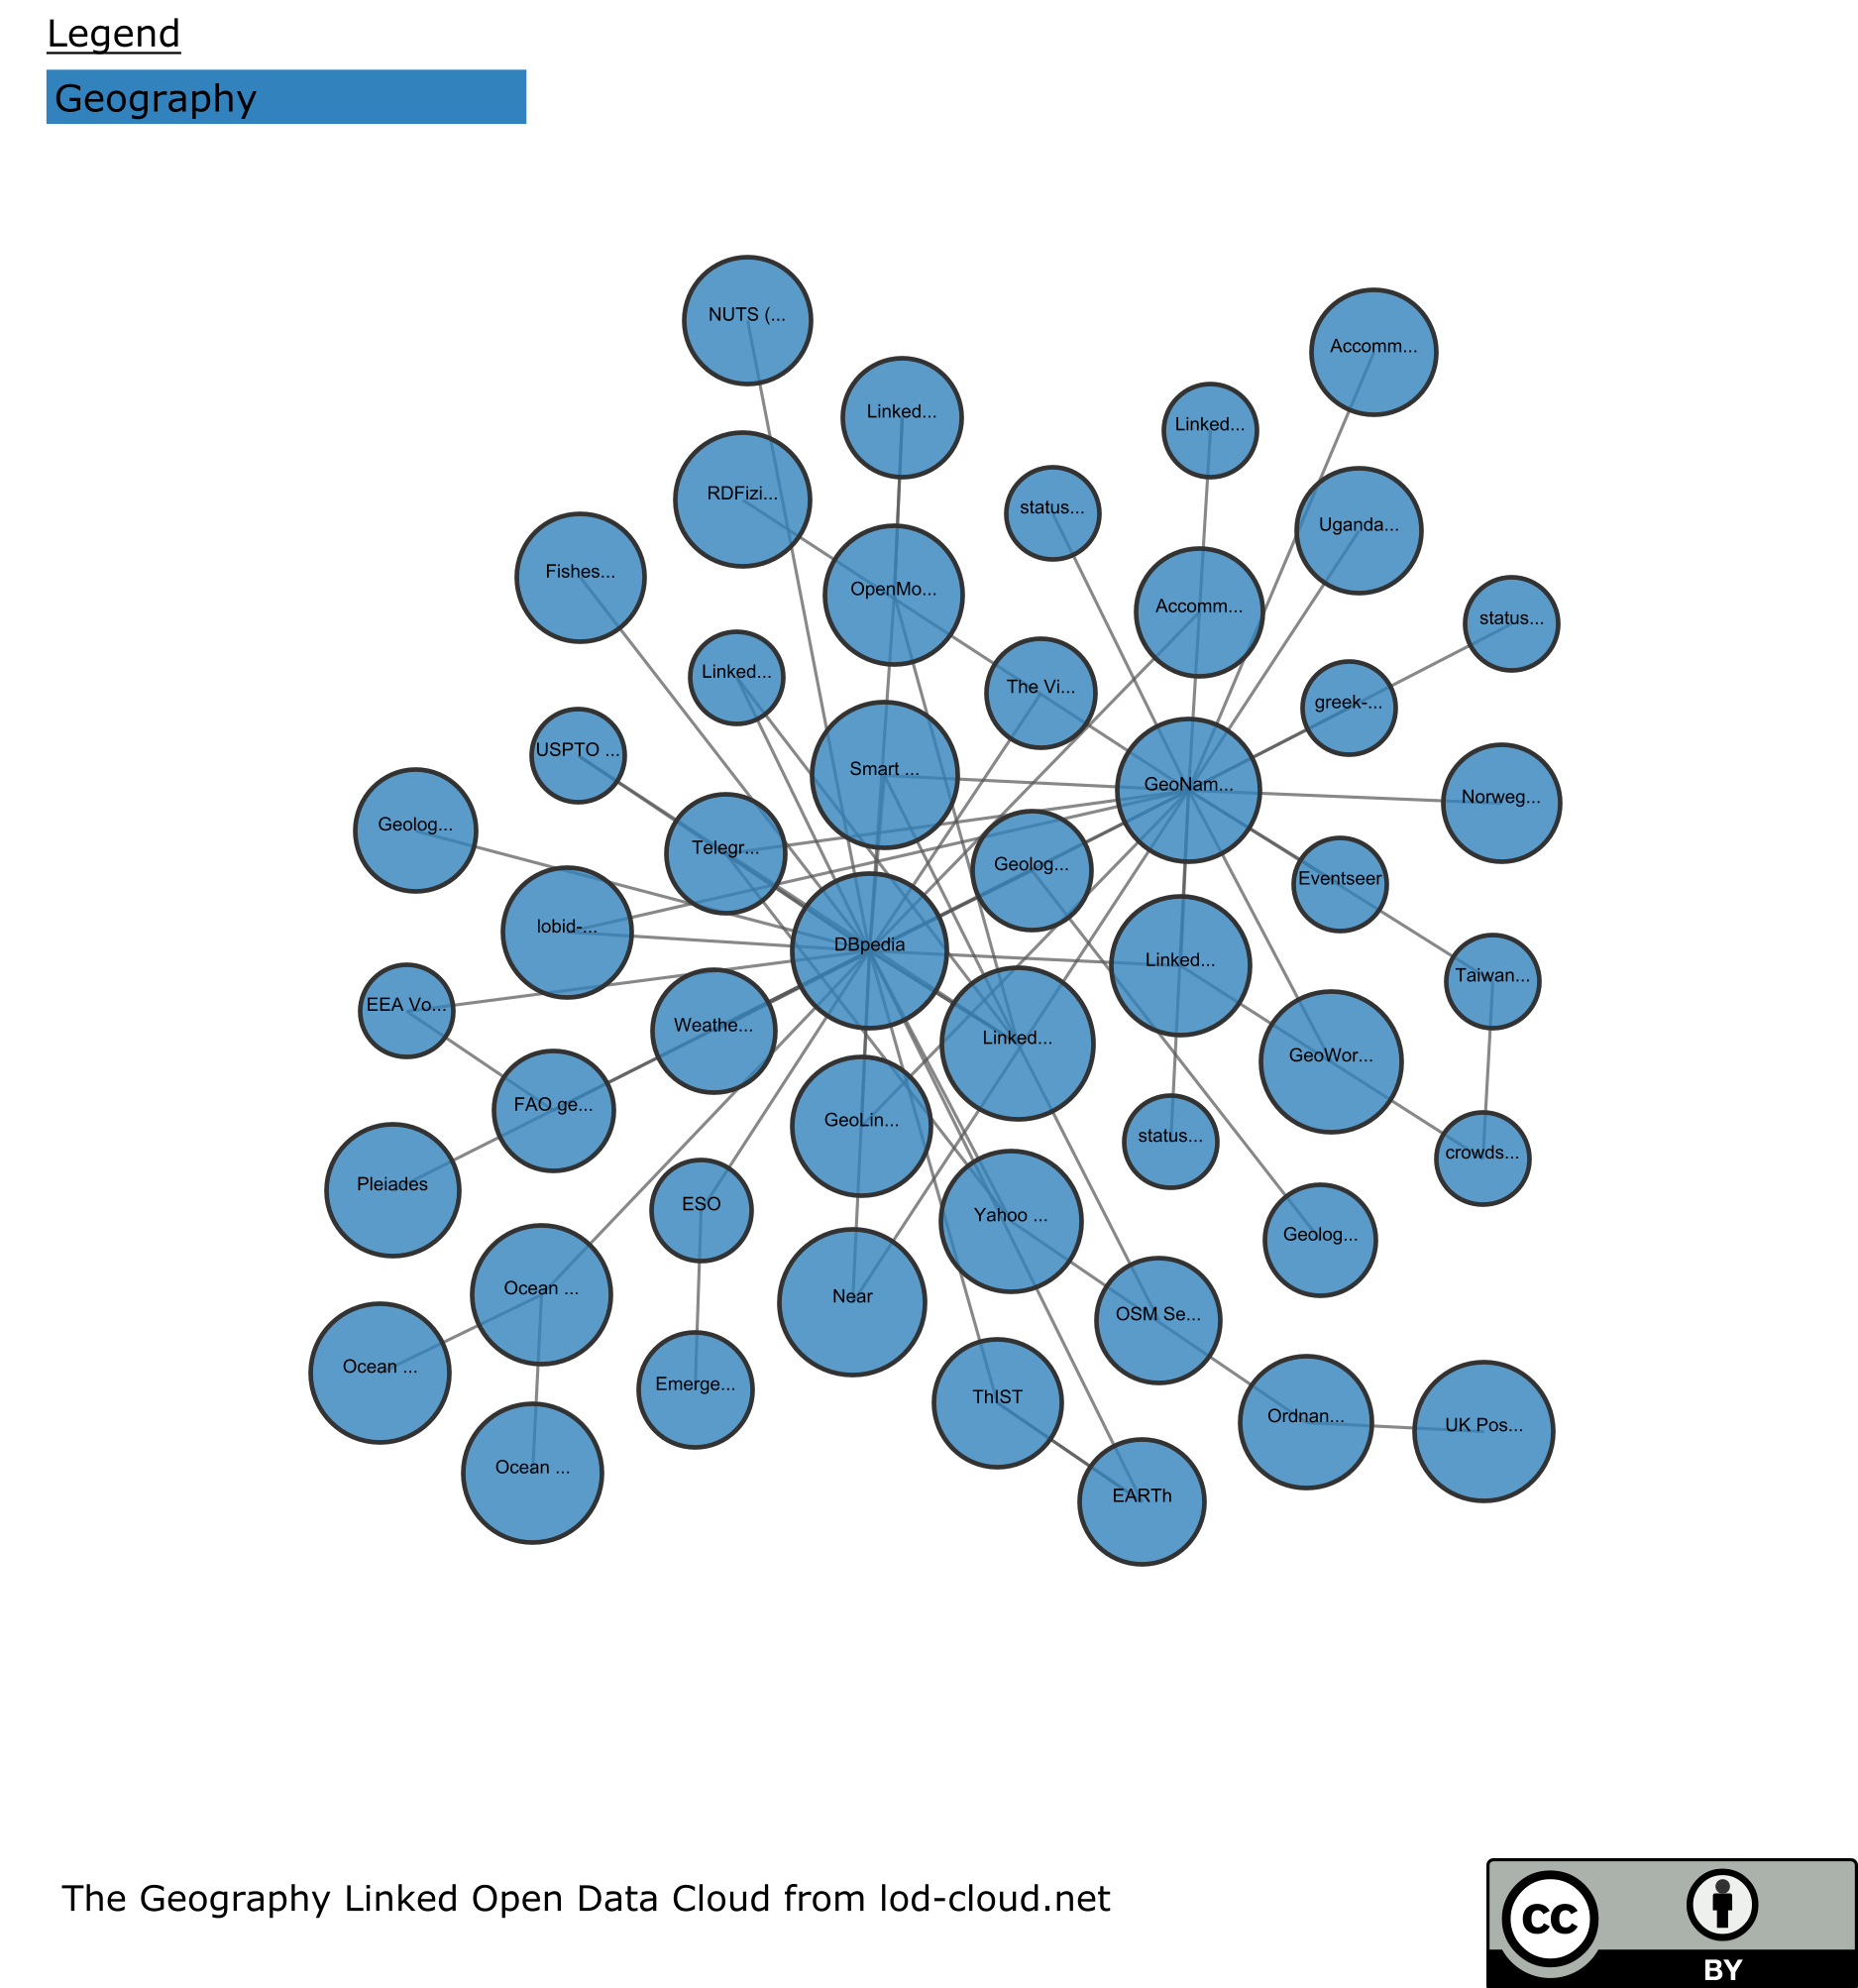 Legend
Geography
NUTS (...
Accomm...
Linked...
Linked...
RDFizi...
status...
Uganda...
Fishes...
OpenMo...
Accomm...
status...
Linked...
The Vi...
greek-...
USPTO ...
Smart ...
GeoNam...
Norweg...
Geolog...
Telegr...
Geolog...
Eventseer
lobid-...
DBpedia
Linked...
Taiwan...
EEA Vo...
Weathe...
Linked...
GeoWor...
FAO ge...
GeoLin...
status...
crowds...
Pleiades
ESO
Yahoo ...
Geolog...
Ocean ...
Near
OSM Se...
Ocean ...
Emerge...
ThIST
Ordnan...
UK Pos...
Ocean ...
EARTh
The Geography Linked Open Data Cloud from lod-cloud.net
cc
BY